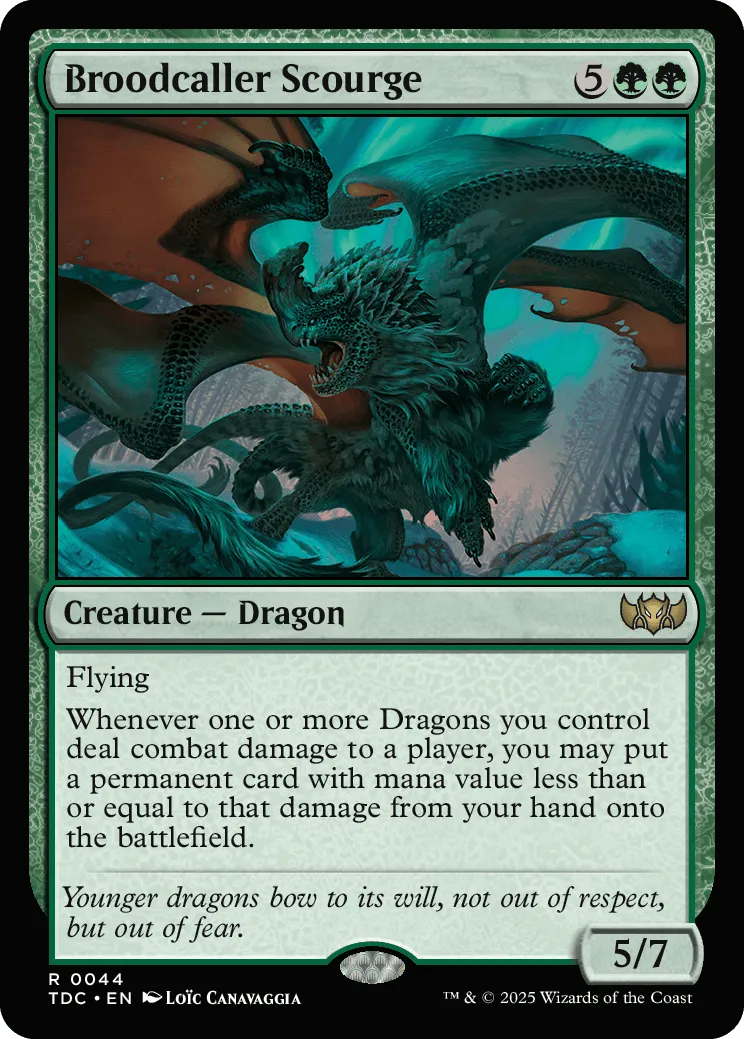 Broodcaller Scourge 5
Creature — Dragon
Flying
Whenever one or more Dragons you control
deal combat damage to a player, you may put
a permanent card with mana value less than
or equal to that damage from your hand onto
the battlefield.
Younger dragons bow to its will, not out of respect,
but out of fear.
5/7
R 0044
TDC • EN Loïc Canavaggia
™ & © 2025 Wizards of the Coast